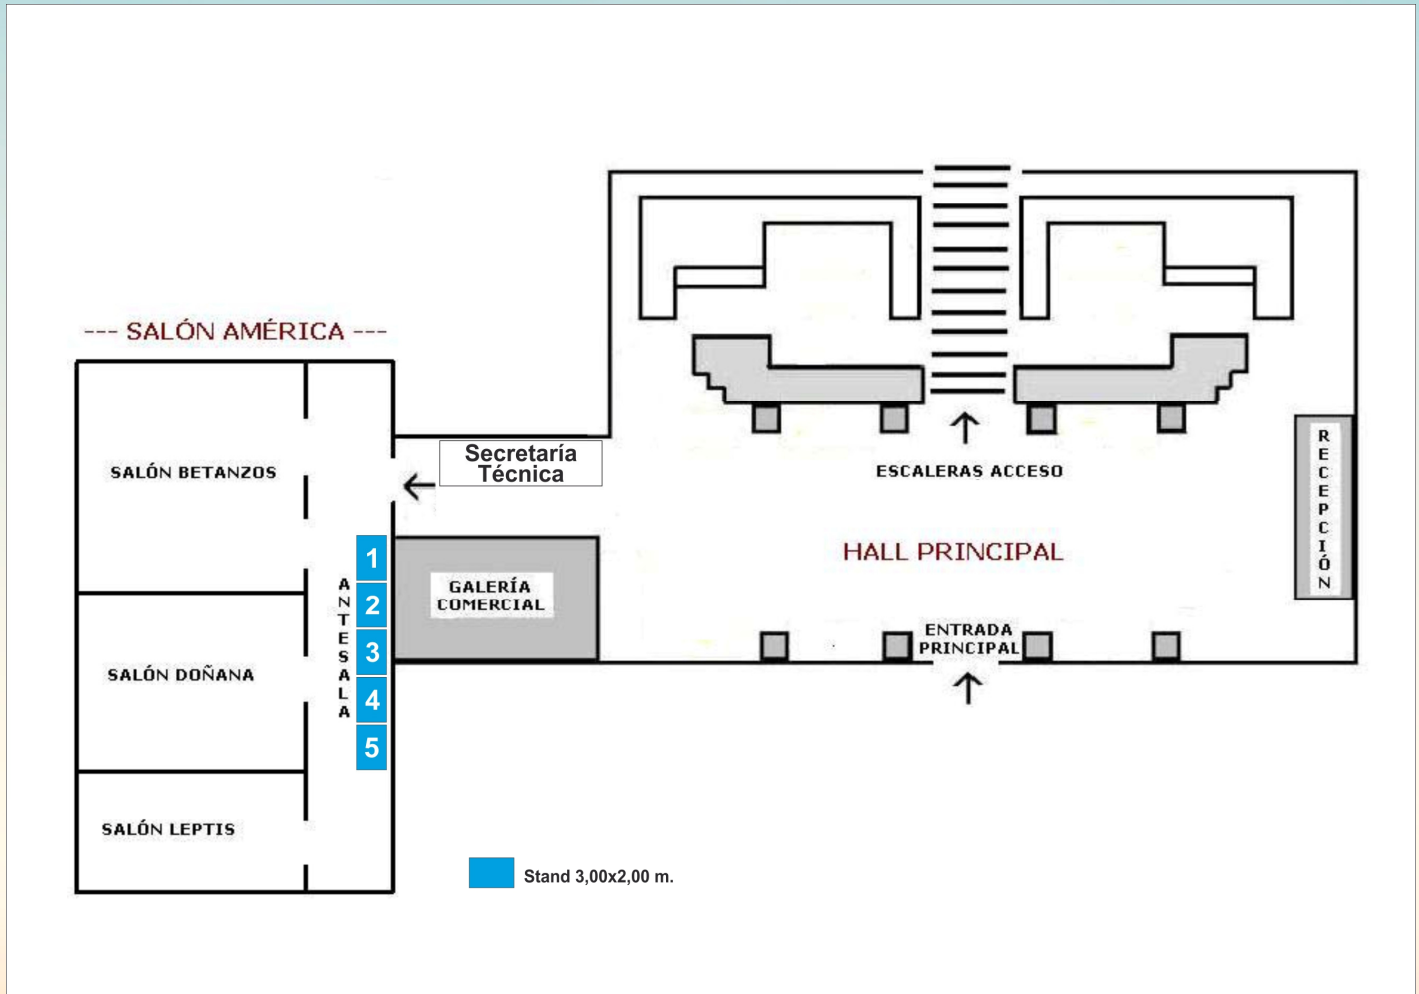 --- SALÓN AMÉRICA ---
Secretaría
Técnica
SALÓN BETANZOS
ESCALERAS ACCESO
RECEPCIÓN
HALL PRINCIPAL
1
2
3
4
5
ANTESALA
GALERÍA
COMERCIAL
ENTRADA
PRINCIPAL
SALÓN DOÑANA
SALÓN LEPTIS
Stand 3,00x2,00 m.